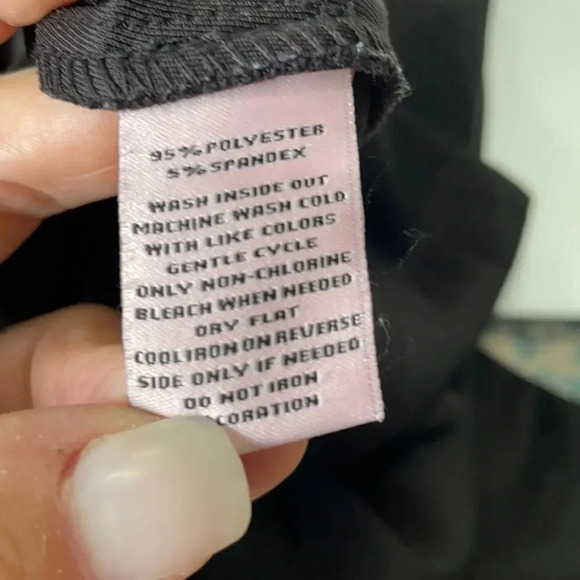 95% POLYESTER
5% SPANDEX
WASH INSIDE OUT
MACHINE WASH COLD
WITH LIKE COLORS
GENTLE CYCLE
ONLY NON-CHLORINE
BLEACH WHEN NEEDED
DRY FLAT
COOL IRON ON REVERSE
SIDE ONLY IF NEEDED
DO NOT IRON
CORATION